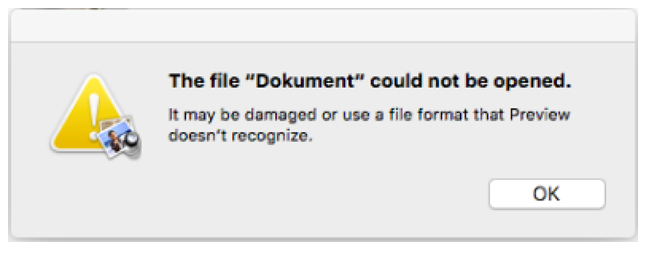 The file “Dokument” could not be opened.
It may be damaged or use a file format that Preview
doesn’t recognize.
OK